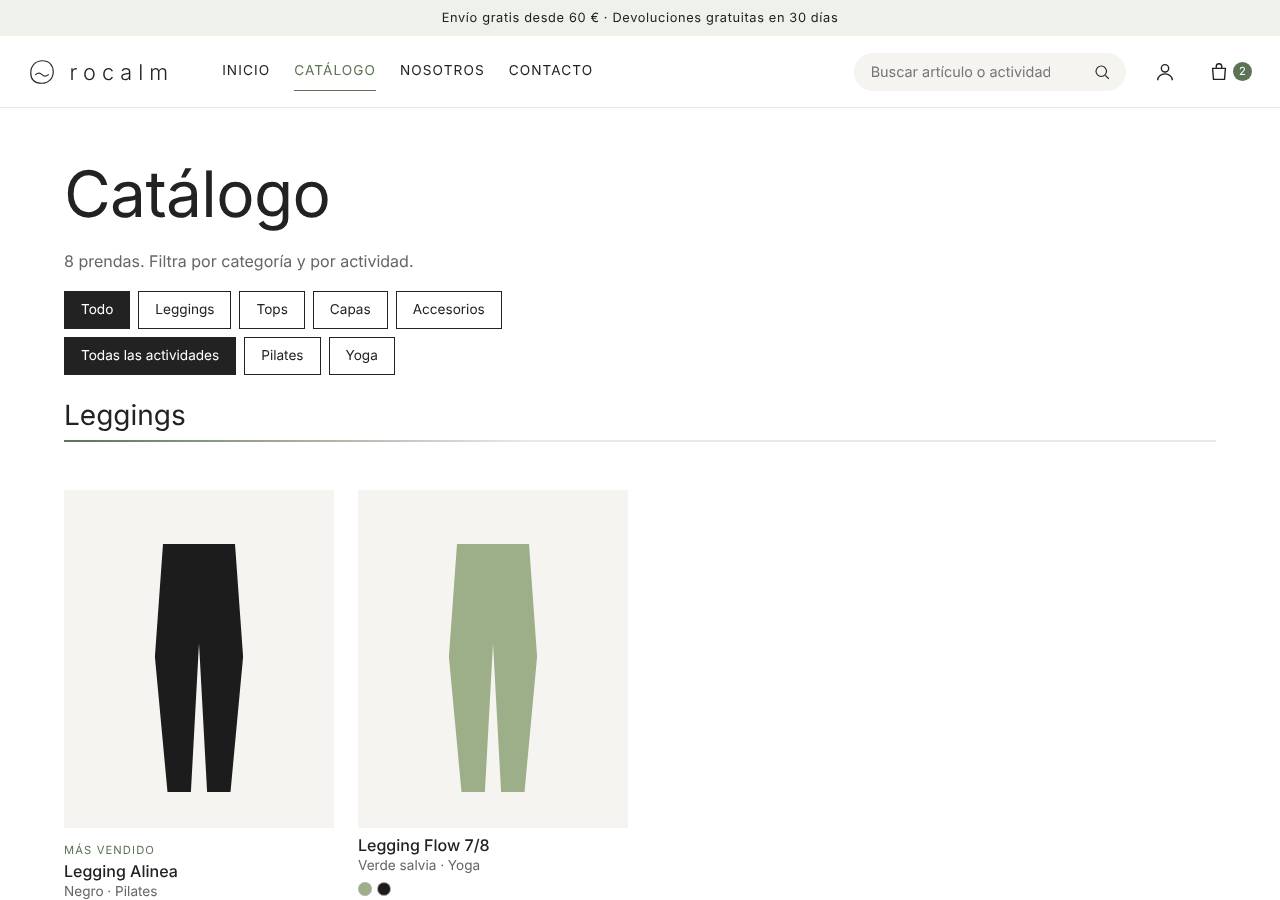 Envío gratis desde 60 € · Devoluciones gratuitas en 30 días
rocalm
INICIO CATÁLOGO NOSOTROS CONTACTO
Buscar artículo o actividad
2
Catálogo
8 prendas. Filtra por categoría y por actividad.
Todo Leggings Tops Capas Accesorios
Todas las actividades Pilates Yoga
Leggings
MÁS VENDIDO
Legging Alinea
Negro · Pilates
Legging Flow 7/8
Verde salvia · Yoga